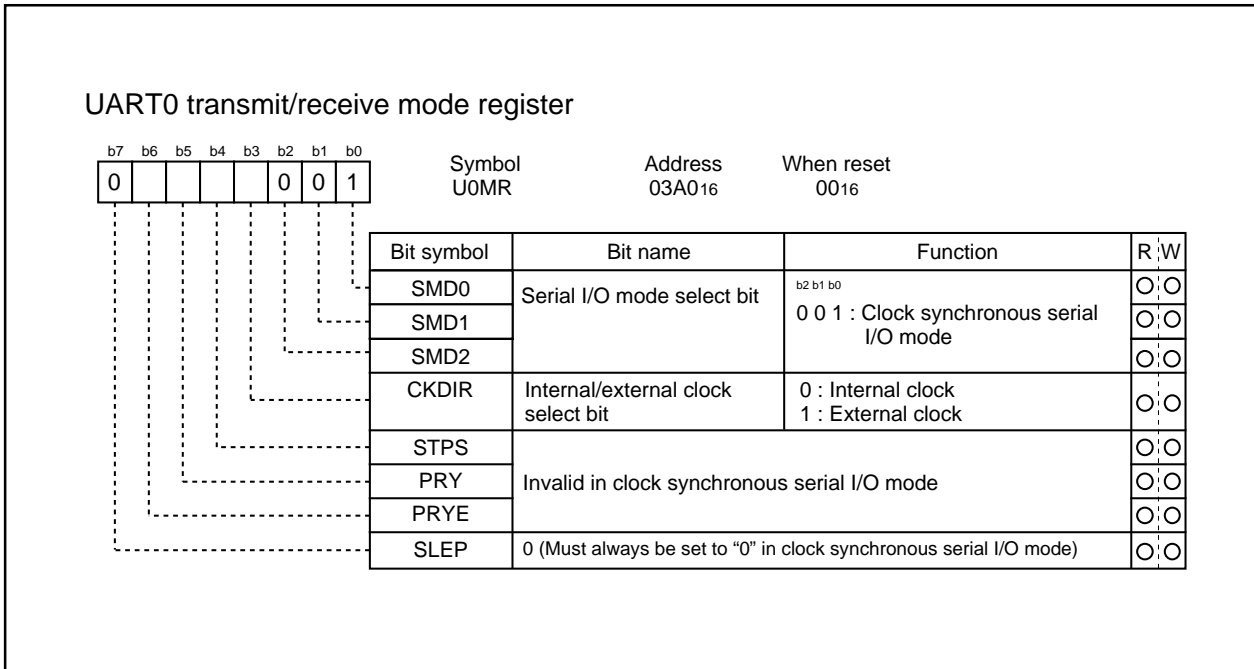 UART0 transmit/receive mode register
b7 b6 b5 b4 b3 b2 b1 b0
0 0 0 1
Symbol Address When reset
U0MR 03A016 0016
Bit symbol Bit name Function R W
SMD0 Serial I/O mode select bit b2 b1 b0
SMD1 0 0 1 : Clock synchronous serial
I/O mode
SMD2
CKDIR Internal/external clock 0 : Internal clock
select bit 1 : External clock
STPS
PRY Invalid in clock synchronous serial I/O mode
PRYE
SLEP 0 (Must always be set to “0” in clock synchronous serial I/O mode)